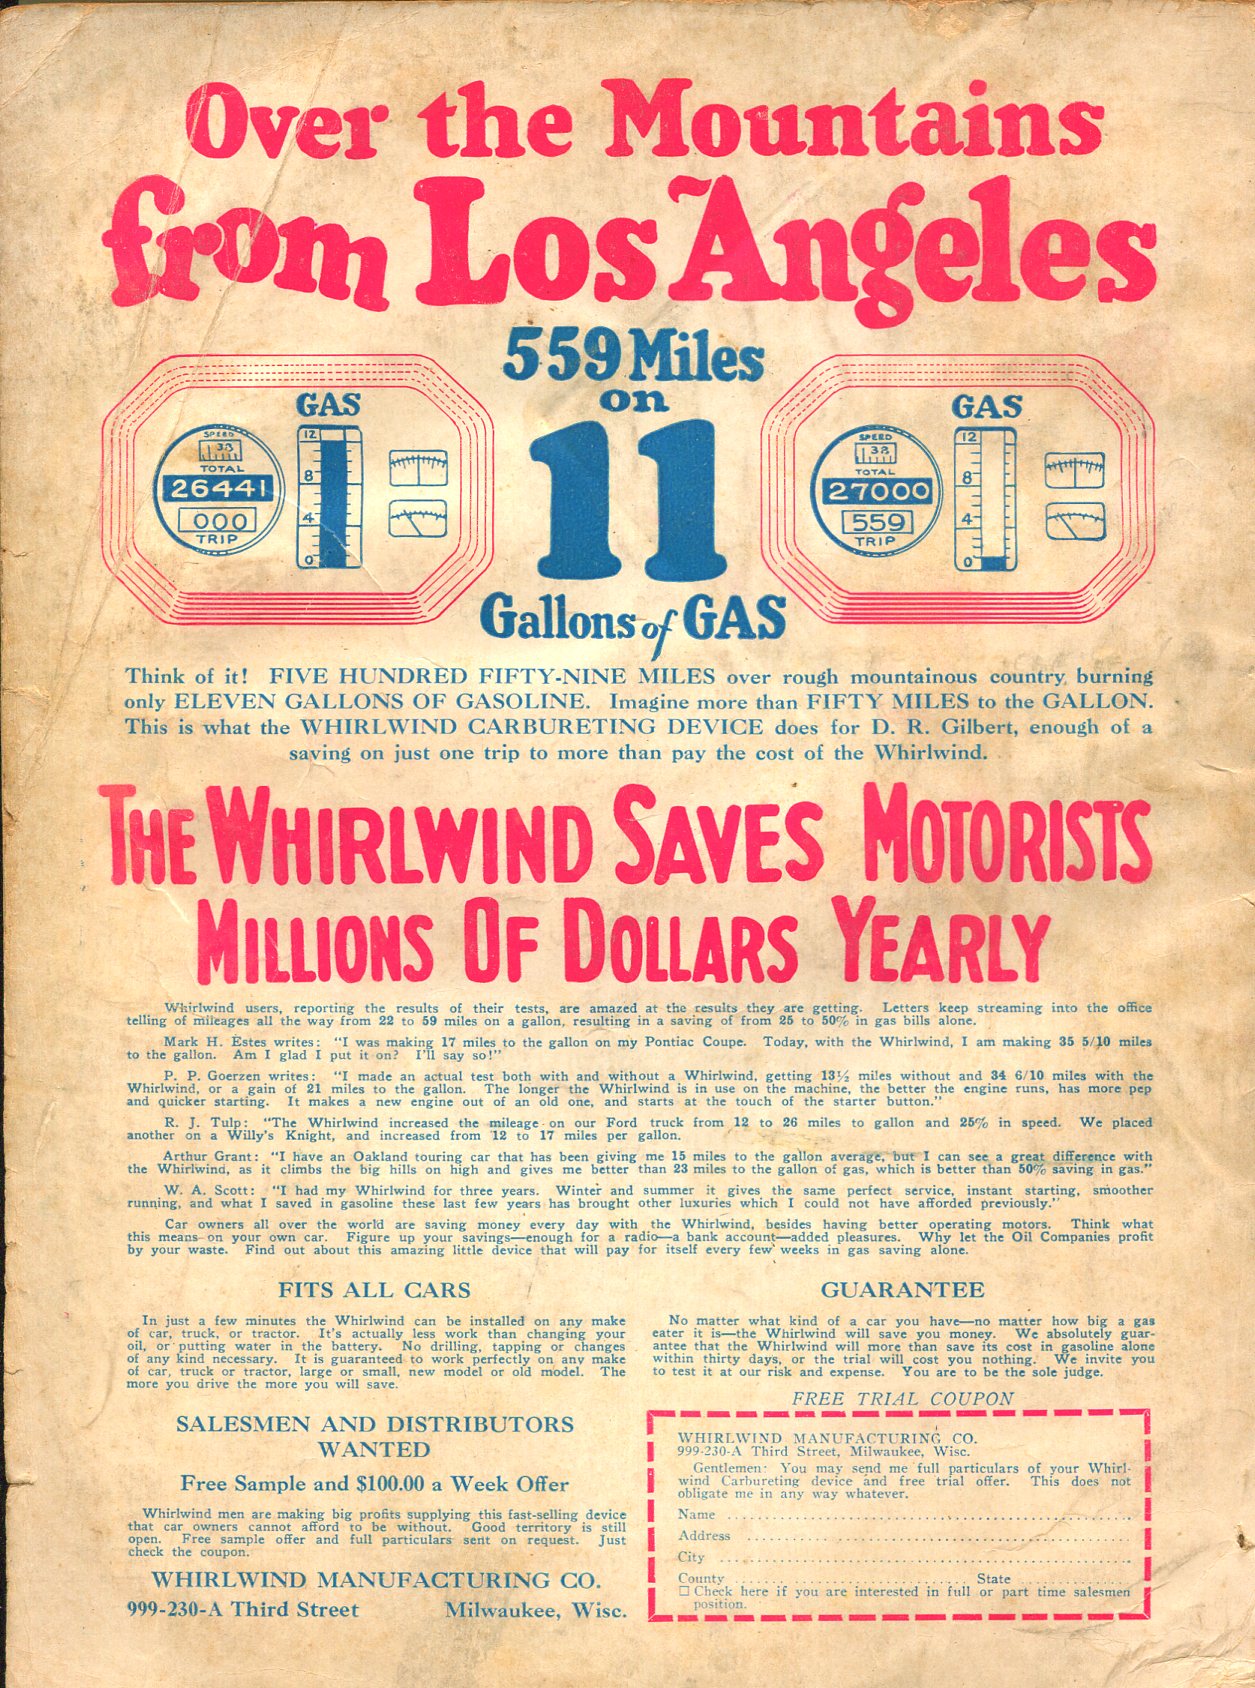 Over the Mountains
from Los Angeles
559 Miles
on
11
Gallons of GAS
GAS
SPEED
33
TOTAL
26441
000
TRIP
12
8
4
0
GAS
SPEED
33
TOTAL
27000
559
TRIP
12
8
4
0
Think of it! FIVE HUNDRED FIFTY-NINE MILES over rough mountainous country, burning
only ELEVEN GALLONS OF GASOLINE. Imagine more than FIFTY MILES to the GALLON.
This is what the WHIRLWIND CARBURETING DEVICE does for D. R. Gilbert, enough of a
saving on just one trip to more than pay the cost of the Whirlwind.
THE WHIRLWIND SAVES MOTORISTS
MILLIONS OF DOLLARS YEARLY
Whirlwind users, reporting the results of their tests, are amazed at the results they are getting. Letters keep streaming into the office
telling of mileages all the way from 22 to 59 miles on a gallon, resulting in a saving of from 25 to 50% in gas bills alone.
Mark H. Estes writes: "I was making 17 miles to the gallon on my Pontiac Coupe. Today, with the Whirlwind, I am making 35 5/10 miles
to the gallon. Am I glad I put it on? I'll say so!"
P. P. Goerzen writes: "I made an actual test both with and without a Whirlwind, getting 13½ miles without and 34 6/10 miles with the
Whirlwind, or a gain of 21 miles to the gallon. The longer the Whirlwind is in use on the machine, the better the engine runs, has more pep
and quicker starting. It makes a new engine out of an old one, and starts at the touch of the starter button."
R. J. Tulp: "The Whirlwind increased the mileage on our Ford truck from 12 to 26 miles to gallon and 25% in speed. We placed
another on a Willy's Knight, and increased from 12 to 17 miles per gallon.
Arthur Grant: "I have an Oakland touring car that has been giving me 15 miles to the gallon average, but I can see a great difference with
the Whirlwind, as it climbs the big hills on high and gives me better than 23 miles to the gallon of gas, which is better than 50% saving in gas."
W. A. Scott: "I had my Whirlwind for three years. Winter and summer it gives the same perfect service, instant starting, smoother
running, and what I saved in gasoline these last few years has brought other luxuries which I could not have afforded previously."
Car owners all over the world are saving money every day with the Whirlwind, besides having better operating motors. Think what
this means on your own car. Figure up your savings—enough for a radio—a bank account—added pleasures. Why let the Oil Companies profit
by your waste. Find out about this amazing little device that will pay for itself every few weeks in gas saving alone.
FITS ALL CARS
In just a few minutes the Whirlwind can be installed on any make
of car, truck, or tractor. It's actually less work than changing your
oil, or putting water in the battery. No drilling, tapping or changes
of any kind necessary. It is guaranteed to work perfectly on any make
of car, truck or tractor, large or small, new model or old model. The
more you drive the more you will save.
SALESMEN AND DISTRIBUTORS
WANTED
Free Sample and $100.00 a Week Offer
Whirlwind men are making big profits supplying this fast-selling device
that car owners cannot afford to be without. Good territory is still
open. Free sample offer and full particulars sent on request. Just
check the coupon.
WHIRLWIND MANUFACTURING CO.
999-230-A Third Street Milwaukee, Wisc.
GUARANTEE
No matter what kind of a car you have—no matter how big a gas
eater it is—the Whirlwind will save you money. We absolutely guar-
antee that the Whirlwind will more than save its cost in gasoline alone
within thirty days, or the trial will cost you nothing. We invite you
to test it at our risk and expense. You are to be the sole judge.
FREE TRIAL COUPON
WHIRLWIND MANUFACTURING CO.
999-230-A Third Street, Milwaukee, Wisc.
Gentlemen: You may send me full particulars of your Whirl-
wind Carbureting device and free trial offer. This does not
obligate me in any way whatever.
Name
Address
City
County State
☐ Check here if you are interested in full or part time salesmen
position.